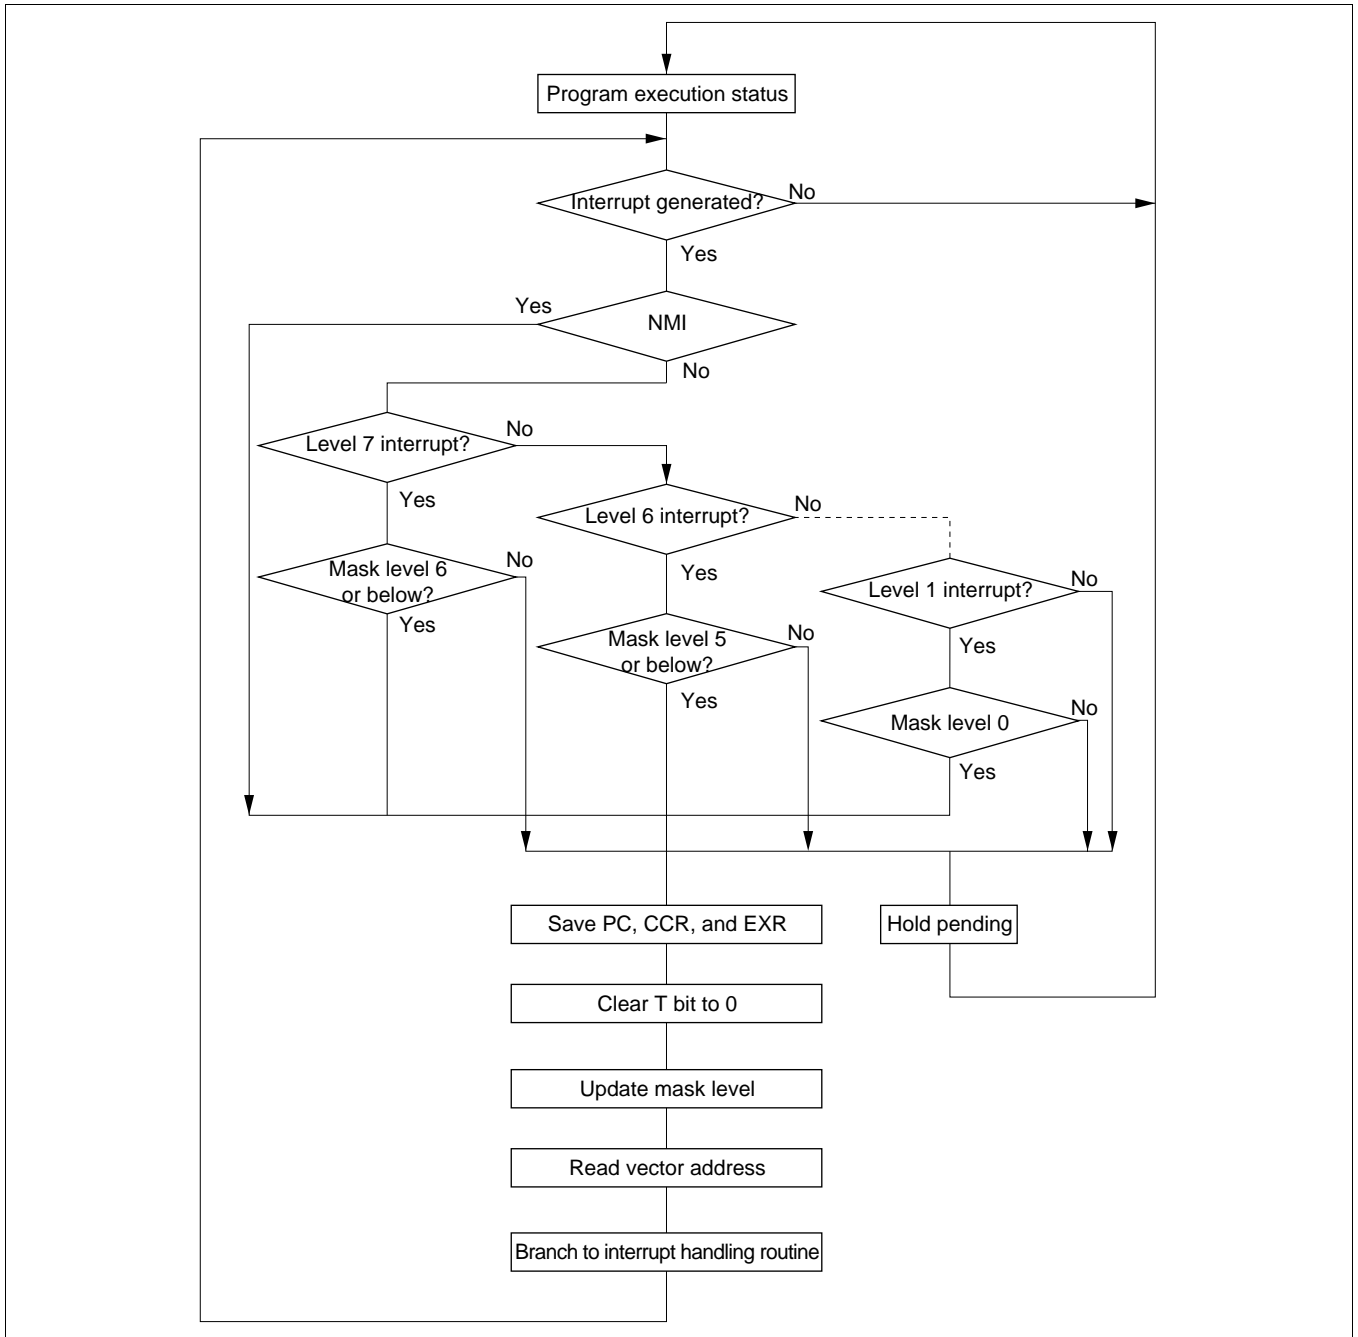 Program execution status
Interrupt generated?
No
Yes
Yes
NMI
No
Level 7 interrupt?
No
Yes
Level 6 interrupt?
No
Yes
Mask level 6
or below?
No
Yes
Level 1 interrupt?
No
Yes
Mask level 5
or below?
No
Yes
Mask level 0
No
Yes
Save PC, CCR, and EXR
Hold pending
Clear T bit to 0
Update mask level
Read vector address
Branch to interrupt handling routine